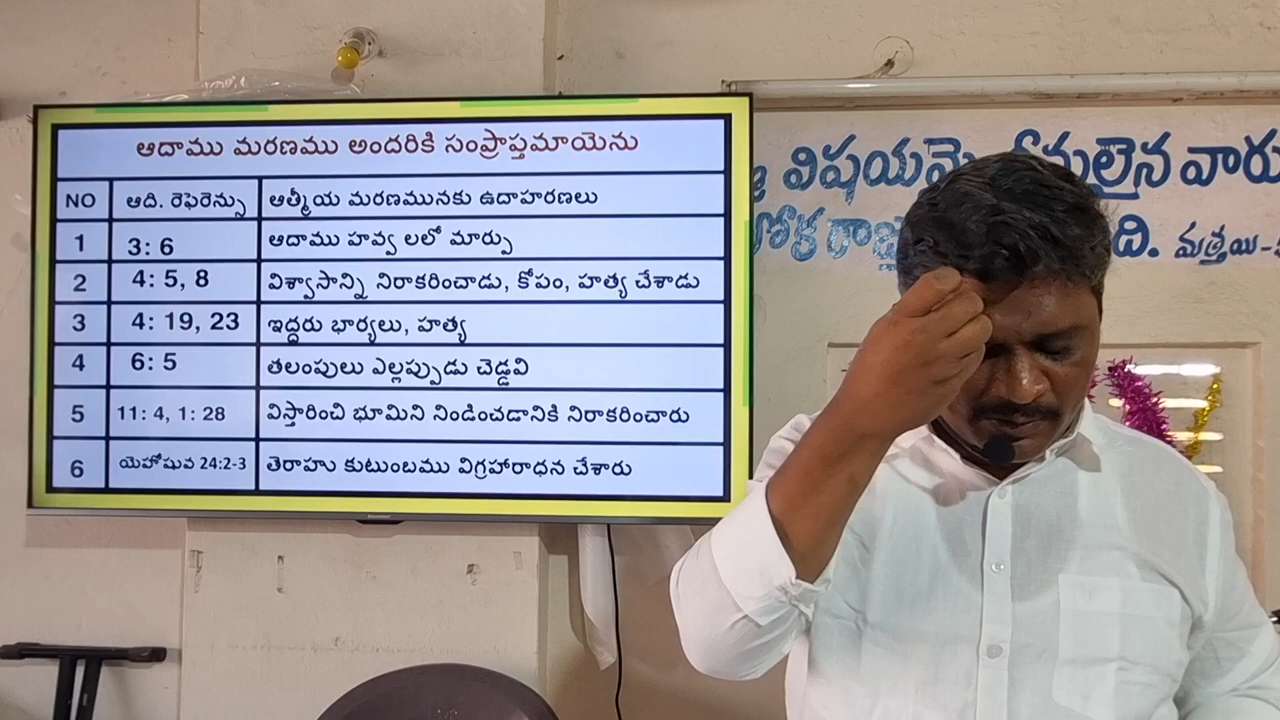 ఆదాము మరణము అందరికి సంప్రాప్తమాయెను
NO ఆది. రెఫెరెన్సు ఆత్మీయ మరణమునకు ఉదాహరణలు
1 3: 6 ఆదాము హవ్వ లలో మార్పు
2 4: 5, 8 విశ్వాసాన్ని నిరాకరించాడు, కోపం, హత్య చేశాడు
3 4: 19, 23 ఇద్దరు భార్యలు, హత్య
4 6: 5 తలంపులు ఎల్లప్పుడు చెడ్డవి
5 11: 4, 1: 28 విస్తారించి భూమిని నిండించడానికి నిరాకరించారు
6 యెహోషువ 24:2-3 తెరాహు కుటుంబము విగ్రహారాధన చేశారు
విషయమై వారు
మత్తయి-